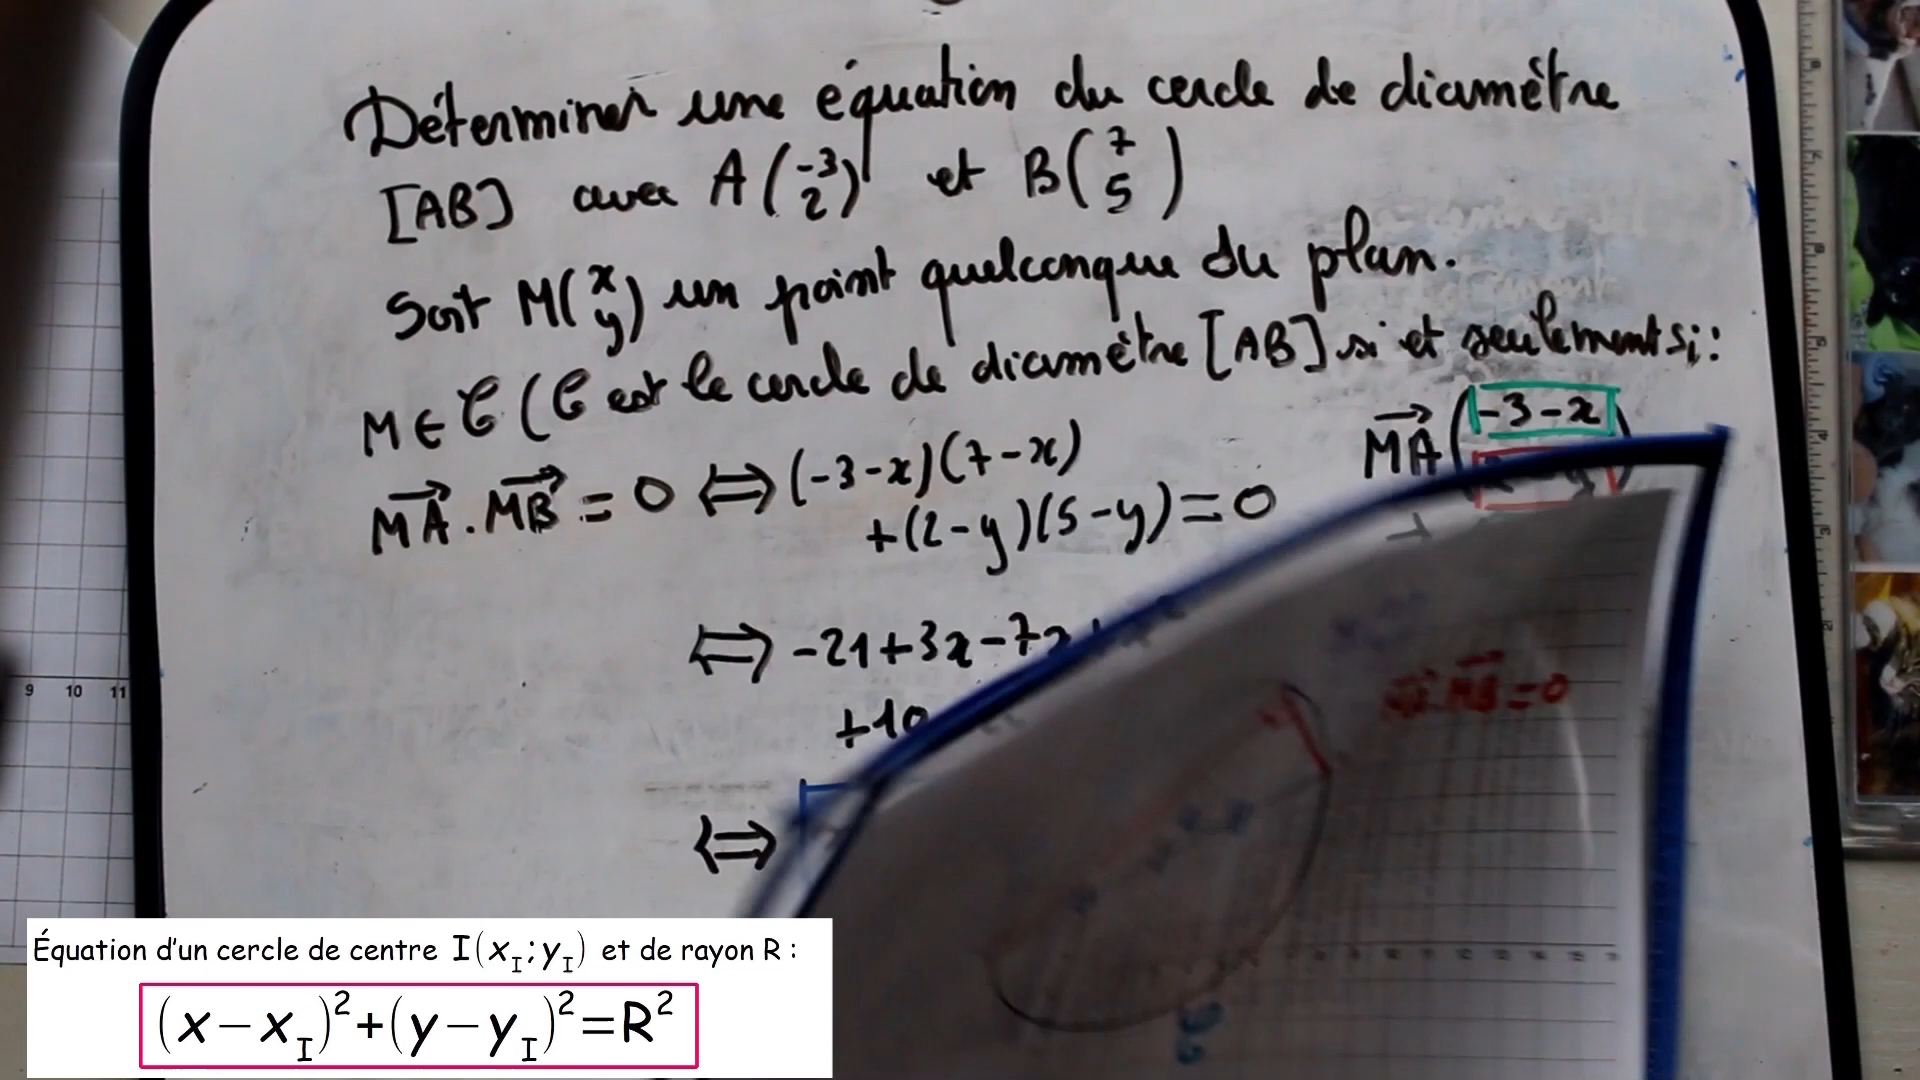 Déterminer une équation du cercle de diamètre
[AB] avec A(-3 2) et B(7 5)
Soit M(x y) un point quelconque du plan.
M ∈ C (C est le cercle de diamètre [AB] si et seulement si :
MA⃗ (-3-x
MA⃗ . MB⃗ = 0 ⟺ (-3-x)(7-x)
+(2-y)(5-y)=0
⟺ -21+3x-7x
+10
⟺
MB⃗ =0
9 10 11
Équation d'un cercle de centre I(x_I ; y_I) et de rayon R :
(x-x_I)²+(y-y_I)²=R²